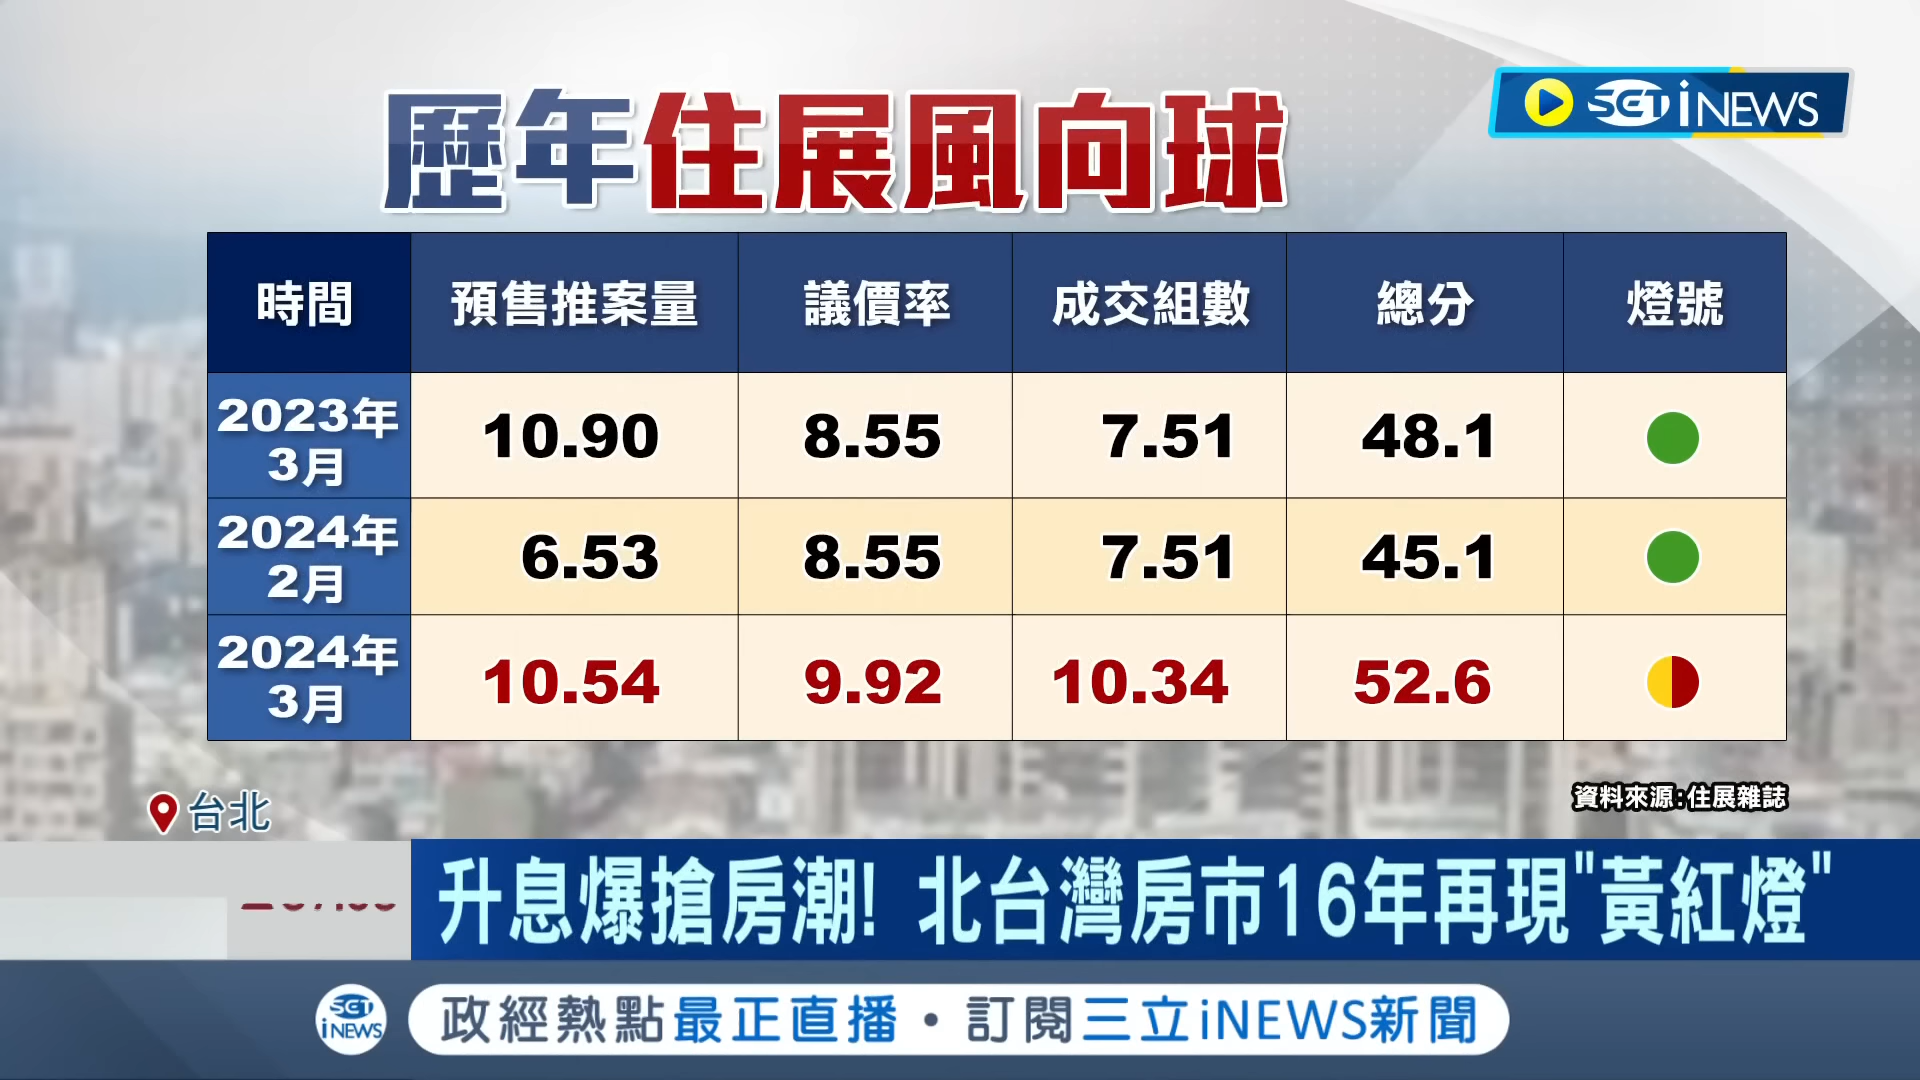 歷年住展風向球
SET iNEWS
時間 預售推案量 議價率 成交組數 總分 燈號
2023年3月 10.90 8.55 7.51 48.1
2024年2月 6.53 8.55 7.51 45.1
2024年3月 10.54 9.92 10.34 52.6
資料來源:住展雜誌
台北
升息爆搶房潮! 北台灣房市16年再現"黃紅燈"
SET iNEWS
政經熱點最正直播・訂閱三立iNEWS新聞